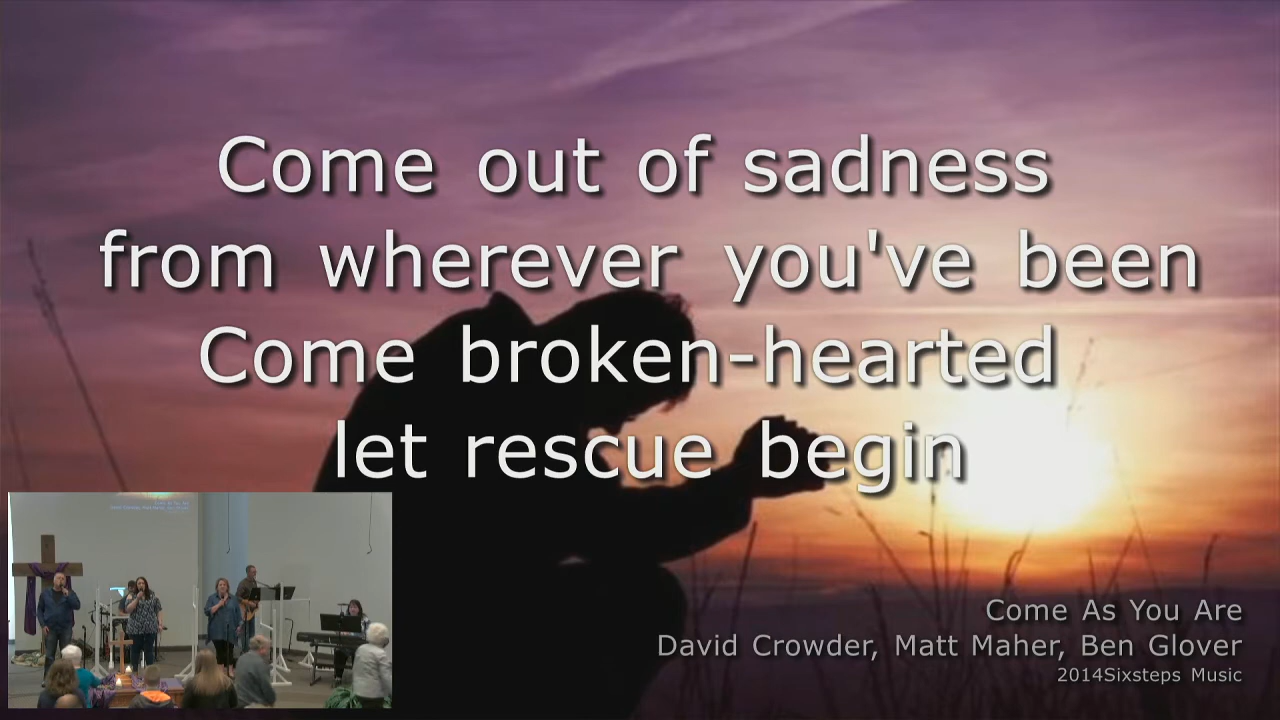 Come out of sadness
from wherever you've been
Come broken-hearted
let rescue begin
Come As You Are
David Crowder, Matt Maher, Ben Glover
2014Sixsteps Music